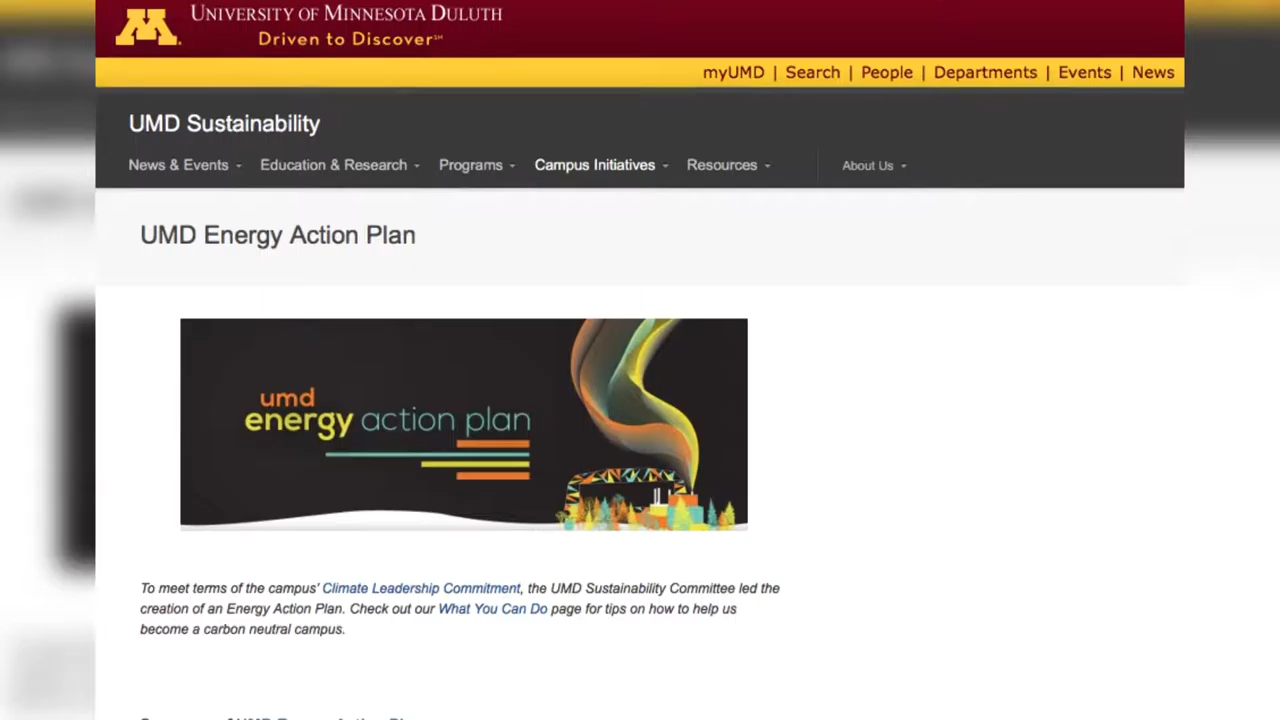 UNIVERSITY OF MINNESOTA DULUTH
Driven to Discover℠
myUMD | Search | People | Departments | Events | News
UMD Sustainability
News & Events Education & Research Programs Campus Initiatives Resources About Us
UMD Energy Action Plan
umd
energy action plan
To meet terms of the campus' Climate Leadership Commitment, the UMD Sustainability Committee led the
creation of an Energy Action Plan. Check out our What You Can Do page for tips on how to help us
become a carbon neutral campus.